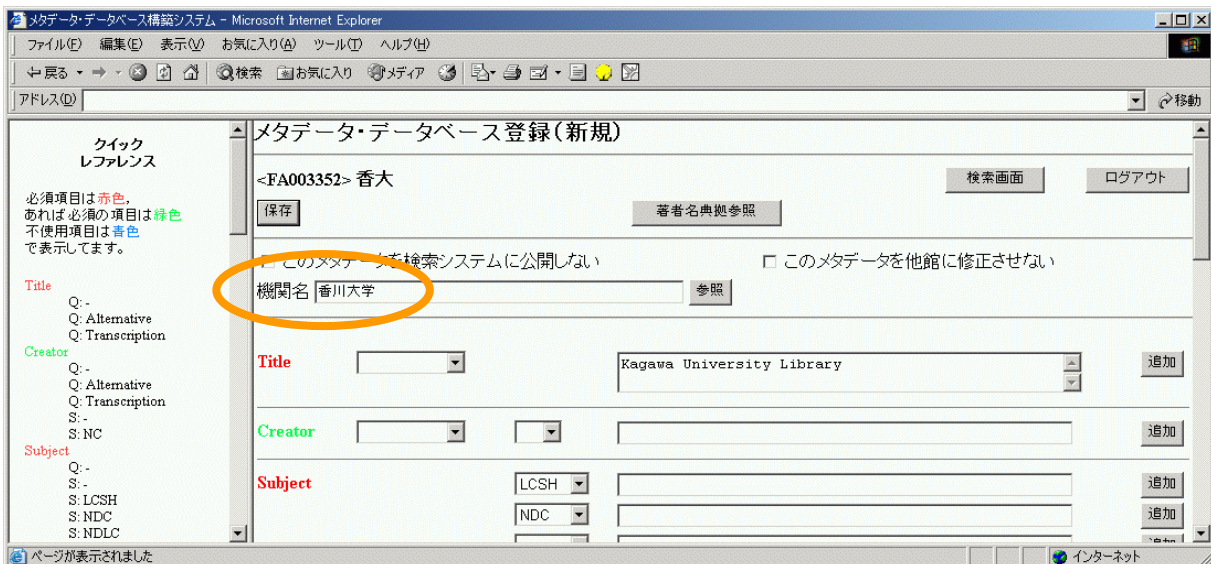 メタデータ・データベース構築システム - Microsoft Internet Explorer
ファイル(F) 編集(E) 表示(V) お気に入り(A) ツール(T) ヘルプ(H)
戻る 検索 お気に入り メディア
アドレス(D) 移動
クイック
レファレンス
必須項目は赤色,
あれば必須の項目は緑色
不使用項目は青色
で表示してます。
Title
Q: -
Q: Alternative
Q: Transcription
Creator
Q: -
Q: Alternative
Q: Transcription
S: -
S: NC
Subject
Q: -
S: -
S: LCSH
S: NDC
S: NDLC
メタデータ・データベース登録(新規)
<FA003352> 香大 検索画面 ログアウト
保存 著者名典拠参照
このメタデータを検索システムに公開しない このメタデータを他館に修正させない
機関名 香川大学 参照
Title Kagawa University Library 追加
Creator 追加
Subject LCSH 追加
NDC 追加
追加
ページが表示されました インターネット